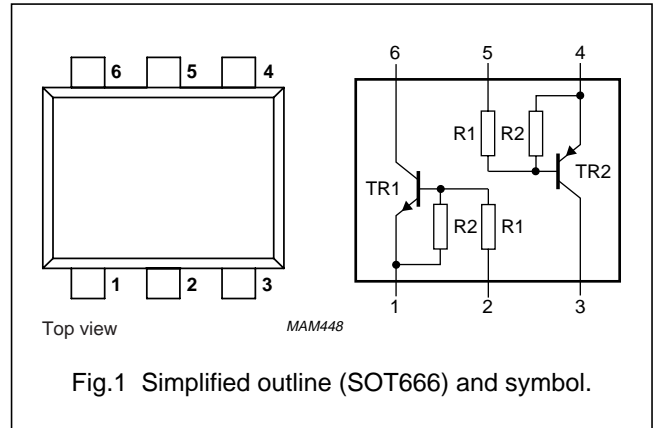 6 5 4
1 2 3
Top view
MAM448
6 5 4
R1 R2
TR2
TR1
R2 R1
1 2 3
Fig.1 Simplified outline (SOT666) and symbol.